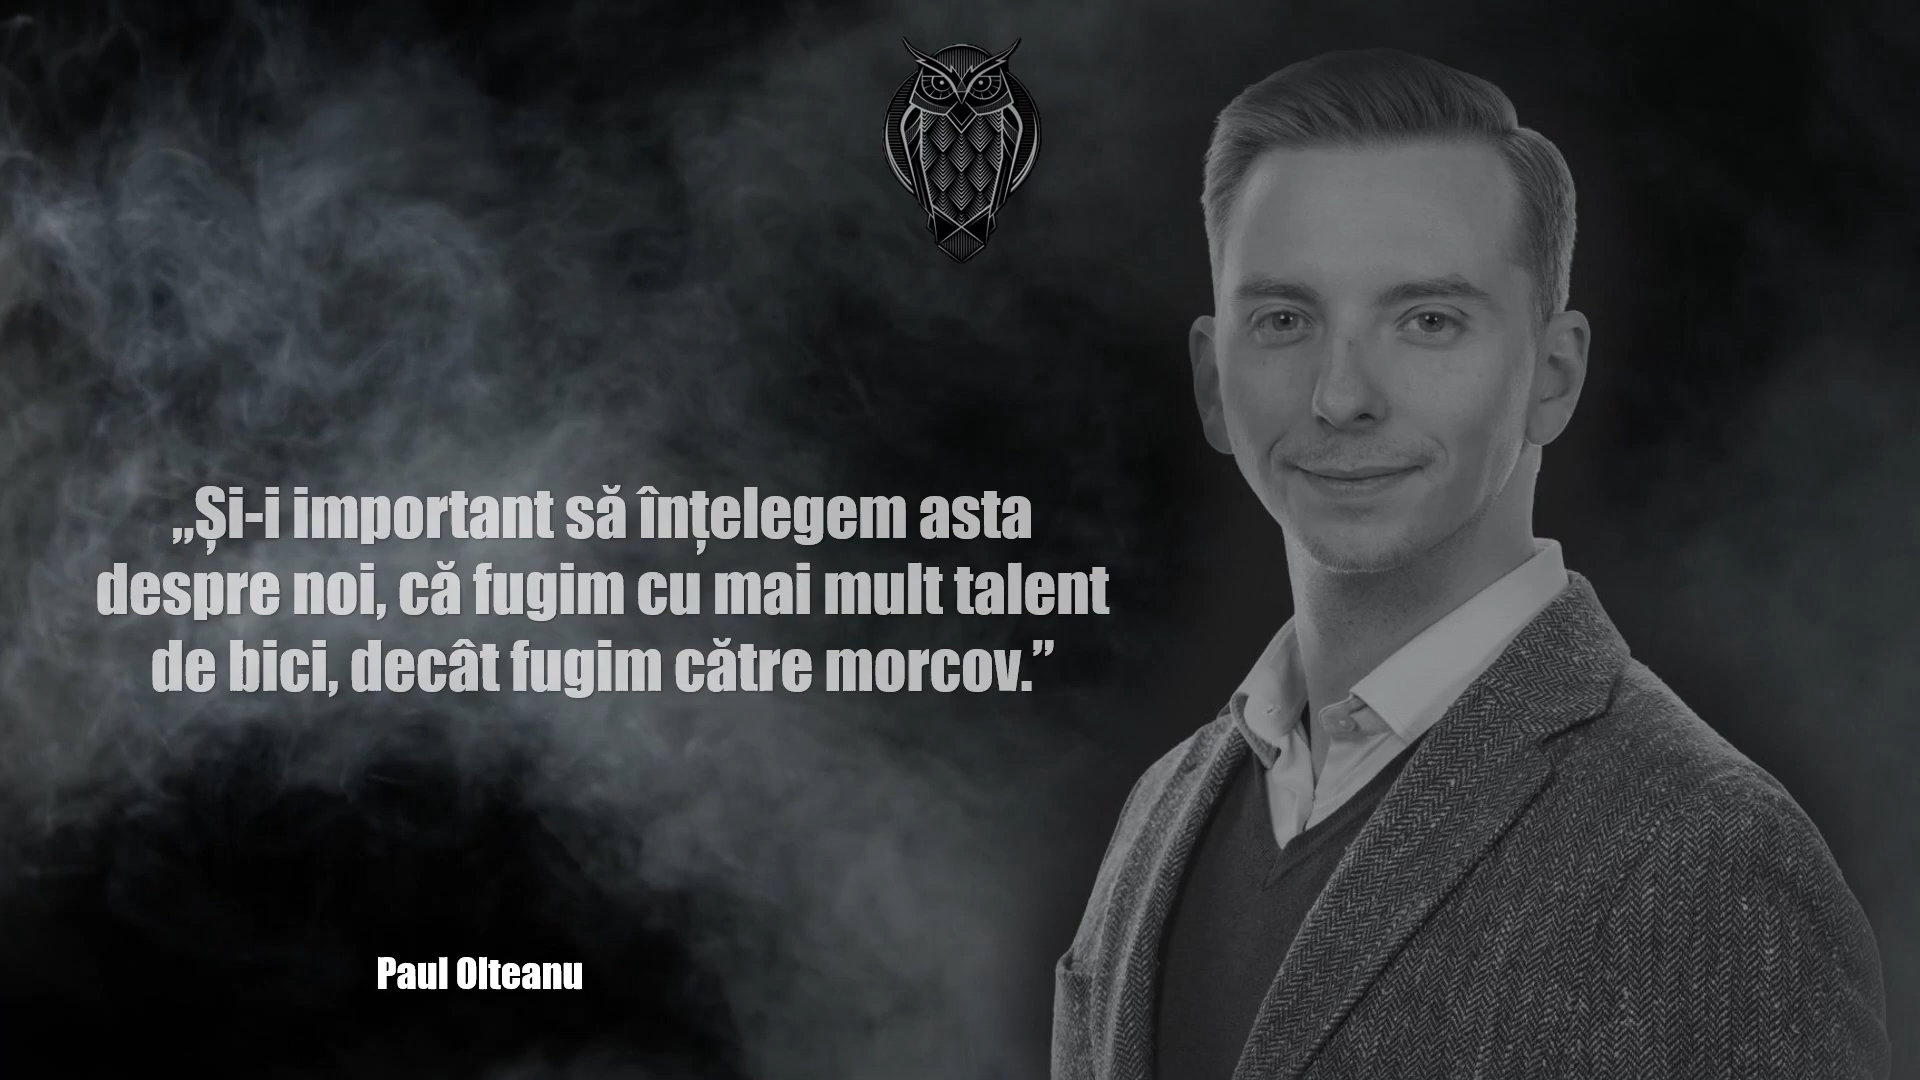 „Și-i important să înțelegem asta
despre noi, că fugim cu mai mult talent
de bici, decât fugim către morcov.”
Paul Olteanu